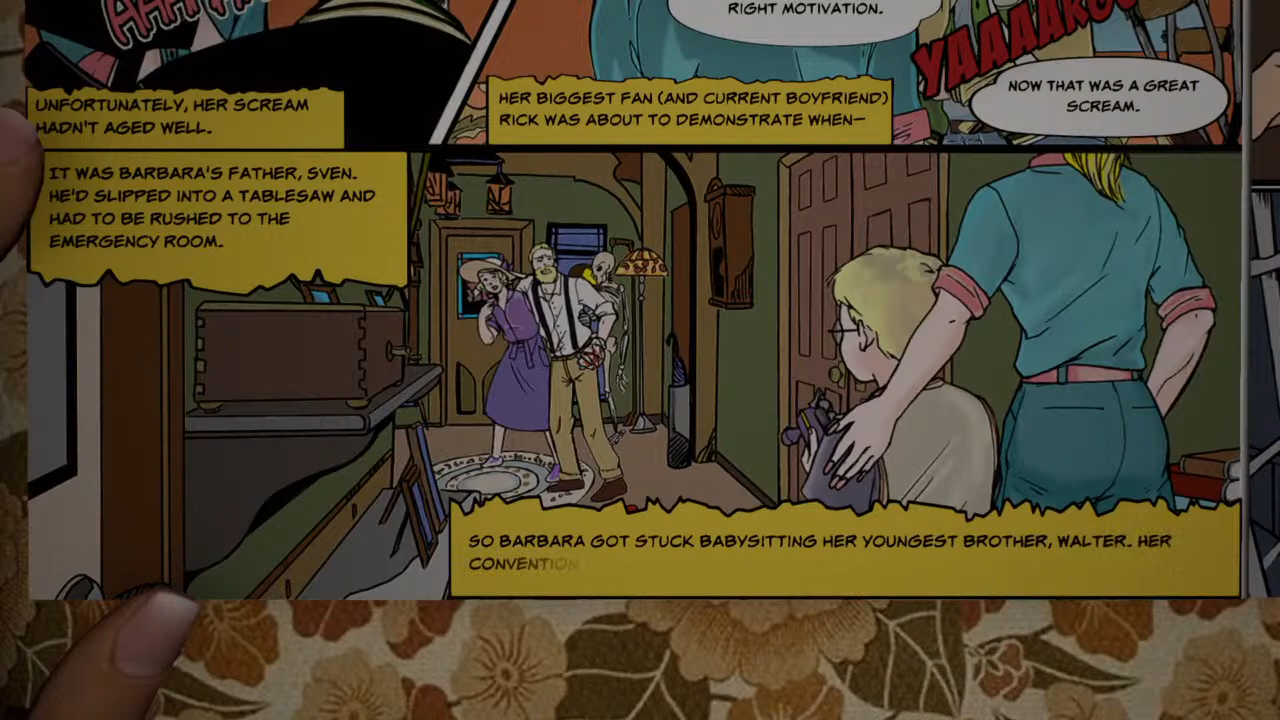 RIGHT MOTIVATION.
YAAAARGG
UNFORTUNATELY, HER SCREAM
HADN'T AGED WELL.
HER BIGGEST FAN (AND CURRENT BOYFRIEND)
RICK WAS ABOUT TO DEMONSTRATE WHEN—
NOW THAT WAS A GREAT
SCREAM.
IT WAS BARBARA'S FATHER, SVEN.
HE'D SLIPPED INTO A TABLESAW AND
HAD TO BE RUSHED TO THE
EMERGENCY ROOM.
SO BARBARA GOT STUCK BABYSITTING HER YOUNGEST BROTHER, WALTER. HER
CONVENTION